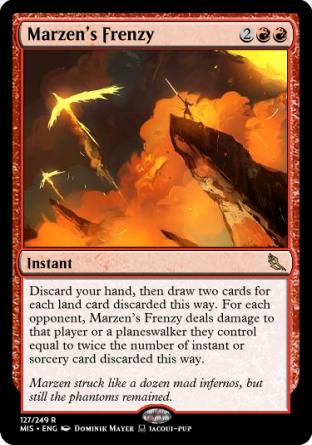 Marzen's Frenzy 2
Instant
Discard your hand, then draw two cards for
each land card discarded this way. For each
opponent, Marzen's Frenzy deals damage to
that player or a planeswalker they control
equal to twice the number of instant or
sorcery card discarded this way.
Marzen struck like a dozen mad infernos, but
still the phantoms remained.
127/249 R
MIS • ENG DOMINIK MAYER IACOUI-PUP